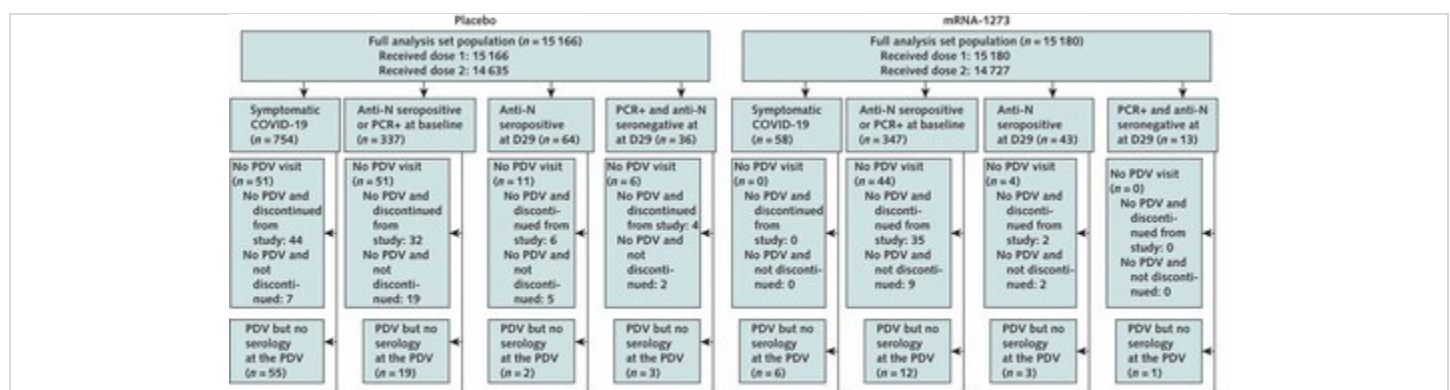 Placebo
Full analysis set population (n = 15 166)
Received dose 1: 15 166
Received dose 2: 14 635
Symptomatic
COVID-19
(n = 754)
Anti-N seropositive
or PCR+ at baseline
(n = 337)
Anti-N
seropositive
at D29 (n = 64)
PCR+ and anti-N
seronegative at
at D29 (n = 36)
No PDV visit
(n = 51)
No PDV and
discontinued
from
study: 44
No PDV and
not
disconti-
nued: 7
No PDV visit
(n = 51)
No PDV and
discontinued
from
study: 32
No PDV and
not
disconti-
nued: 19
No PDV visit
(n = 11)
No PDV and
disconti-
nued from
study: 6
No PDV and
not
disconti-
nued: 5
No PDV visit
(n = 6)
No PDV and
discontinued
from study: 4
No PDV and
not
disconti-
nued: 2
PDV but no
serology
at the PDV
(n = 55)
PDV but no
serology
at the PDV
(n = 19)
PDV but no
serology
at the PDV
(n = 2)
PDV but no
serology
at the PDV
(n = 3)
mRNA-1273
Full analysis set population (n = 15 180)
Received dose 1: 15 180
Received dose 2: 14 727
Symptomatic
COVID-19
(n = 58)
Anti-N seropositive
or PCR+ at baseline
(n = 347)
Anti-N
seropositive
at D29 (n = 43)
PCR+ and anti-N
seronegative at
at D29 (n = 13)
No PDV visit
(n = 0)
No PDV and
discontinued
from
study: 0
No PDV and
not disconti-
nued: 0
No PDV visit
(n = 44)
No PDV and
disconti-
nued from
study: 35
No PDV and
not disconti-
nued: 9
No PDV visit
(n = 4)
No PDV and
disconti-
nued from
study: 2
No PDV and
not disconti-
nued: 2
No PDV visit
(n = 0)
No PDV and
disconti-
nued from
study: 0
No PDV and
not disconti-
nued: 0
PDV but no
serology
at the PDV
(n = 6)
PDV but no
serology
at the PDV
(n = 12)
PDV but no
serology
at the PDV
(n = 3)
PDV but no
serology
at the PDV
(n = 1)